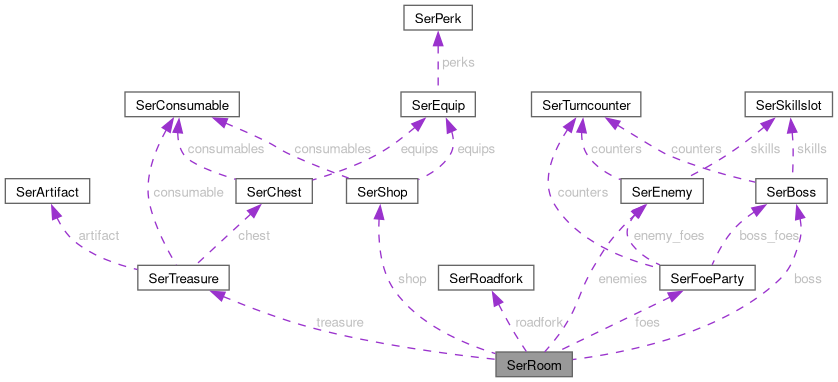 SerPerk
perks
SerConsumable
SerEquip
SerTurncounter
SerSkillslot
consumables
consumables
equips
equips
counters
counters
skills
skills
SerArtifact
consumable
SerChest
SerShop
counters
SerEnemy
SerBoss
artifact
chest
enemy_foes
boss_foes
SerTreasure
shop
SerRoadfork
enemies
SerFoeParty
boss
treasure
roadfork
foes
SerRoom